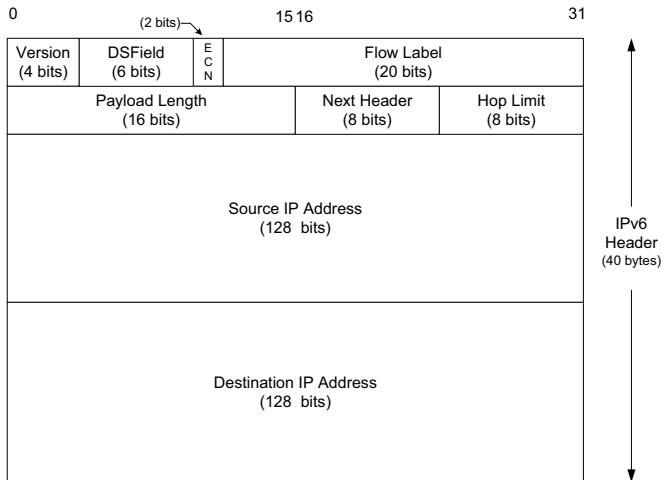 0
(2 bits)
15 16
31
Version
(4 bits)
DSField
(6 bits)
E
C
N
Flow Label
(20 bits)
Payload Length
(16 bits)
Next Header
(8 bits)
Hop Limit
(8 bits)
Source IP Address
(128 bits)
IPv6
Header
(40 bytes)
Destination IP Address
(128 bits)